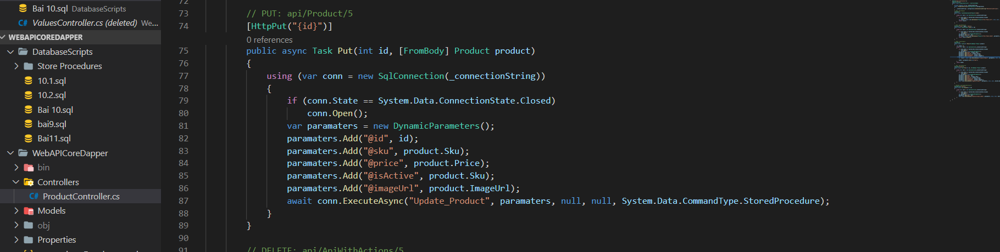 Bai 10.sql DatabaseScripts
C# ValuesController.cs (deleted) We...
WEBAPICOREDAPPER
DatabaseScripts
Store Procedures
10.1.sql
10.2.sql
Bai 10.sql
bai9.sql
Bai11.sql
WebAPICoreDapper
bin
Controllers
C# ProductController.cs
Models
obj
Properties
72
73 // PUT: api/Product/5
74 [HttpPut("{id}")]
0 references
75 public async Task Put(int id, [FromBody] Product product)
76 {
77 using (var conn = new SqlConnection(_connectionString))
78 {
79 if (conn.State == System.Data.ConnectionState.Closed)
80 conn.Open();
81 var paramaters = new DynamicParameters();
82 paramaters.Add("@id", id);
83 paramaters.Add("@sku", product.Sku);
84 paramaters.Add("@price", product.Price);
85 paramaters.Add("@isActive", product.Sku);
86 paramaters.Add("@imageUrl", product.ImageUrl);
87 await conn.ExecuteAsync("Update_Product", paramaters, null, null, System.Data.CommandType.StoredProcedure);
88 }
89 }
90
91 // DELETE: api/ApiWithActions/5